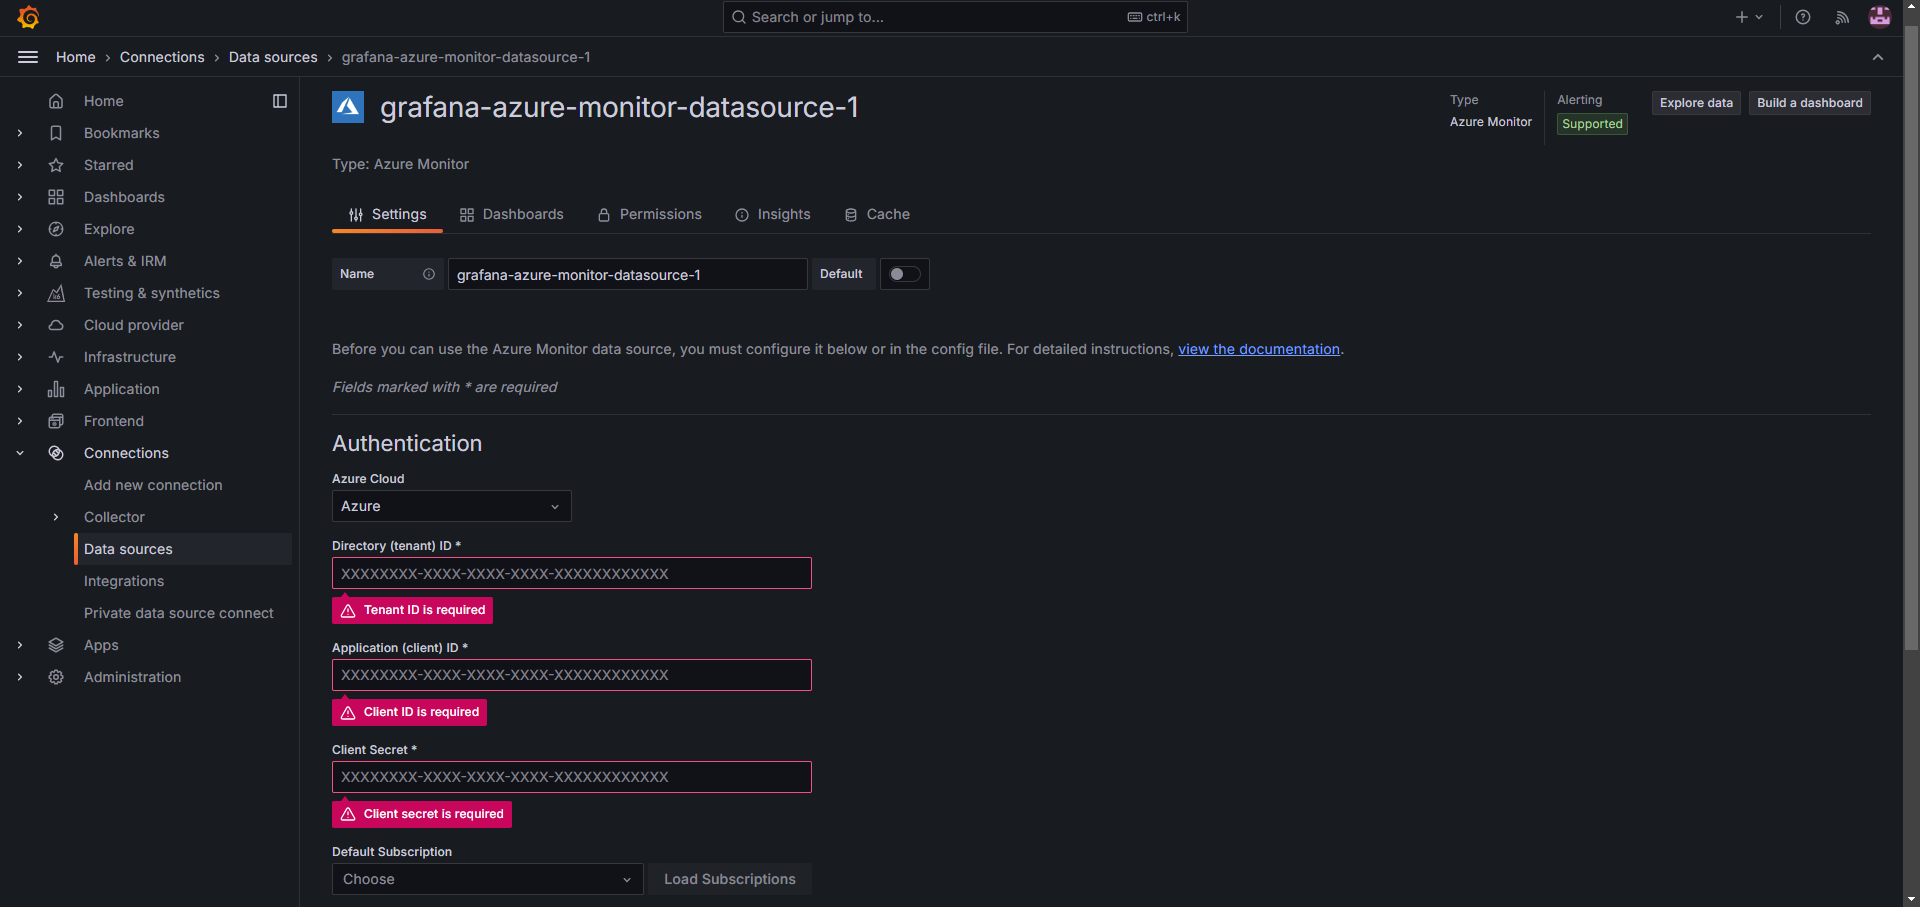 Search or jump to...
ctrl+k
Home
Connections
Data sources
grafana-azure-monitor-datasource-1
Home
Bookmarks
Starred
Dashboards
Explore
Alerts & IRM
Testing & synthetics
Cloud provider
Infrastructure
Application
Frontend
Connections
Add new connection
Collector
Data sources
Integrations
Private data source connect
Apps
Administration
grafana-azure-monitor-datasource-1
Type
Azure Monitor
Alerting
Supported
Explore data
Build a dashboard
Type: Azure Monitor
Settings
Dashboards
Permissions
Insights
Cache
Name
grafana-azure-monitor-datasource-1
Default
Before you can use the Azure Monitor data source, you must configure it below or in the config file. For detailed instructions, view the documentation.
Fields marked with * are required
Authentication
Azure Cloud
Azure
Directory (tenant) ID *
XXXXXXXX-XXXX-XXXX-XXXX-XXXXXXXXXXXX
Tenant ID is required
Application (client) ID *
XXXXXXXX-XXXX-XXXX-XXXX-XXXXXXXXXXXX
Client ID is required
Client Secret *
XXXXXXXX-XXXX-XXXX-XXXX-XXXXXXXXXXXX
Client secret is required
Default Subscription
Choose
Load Subscriptions